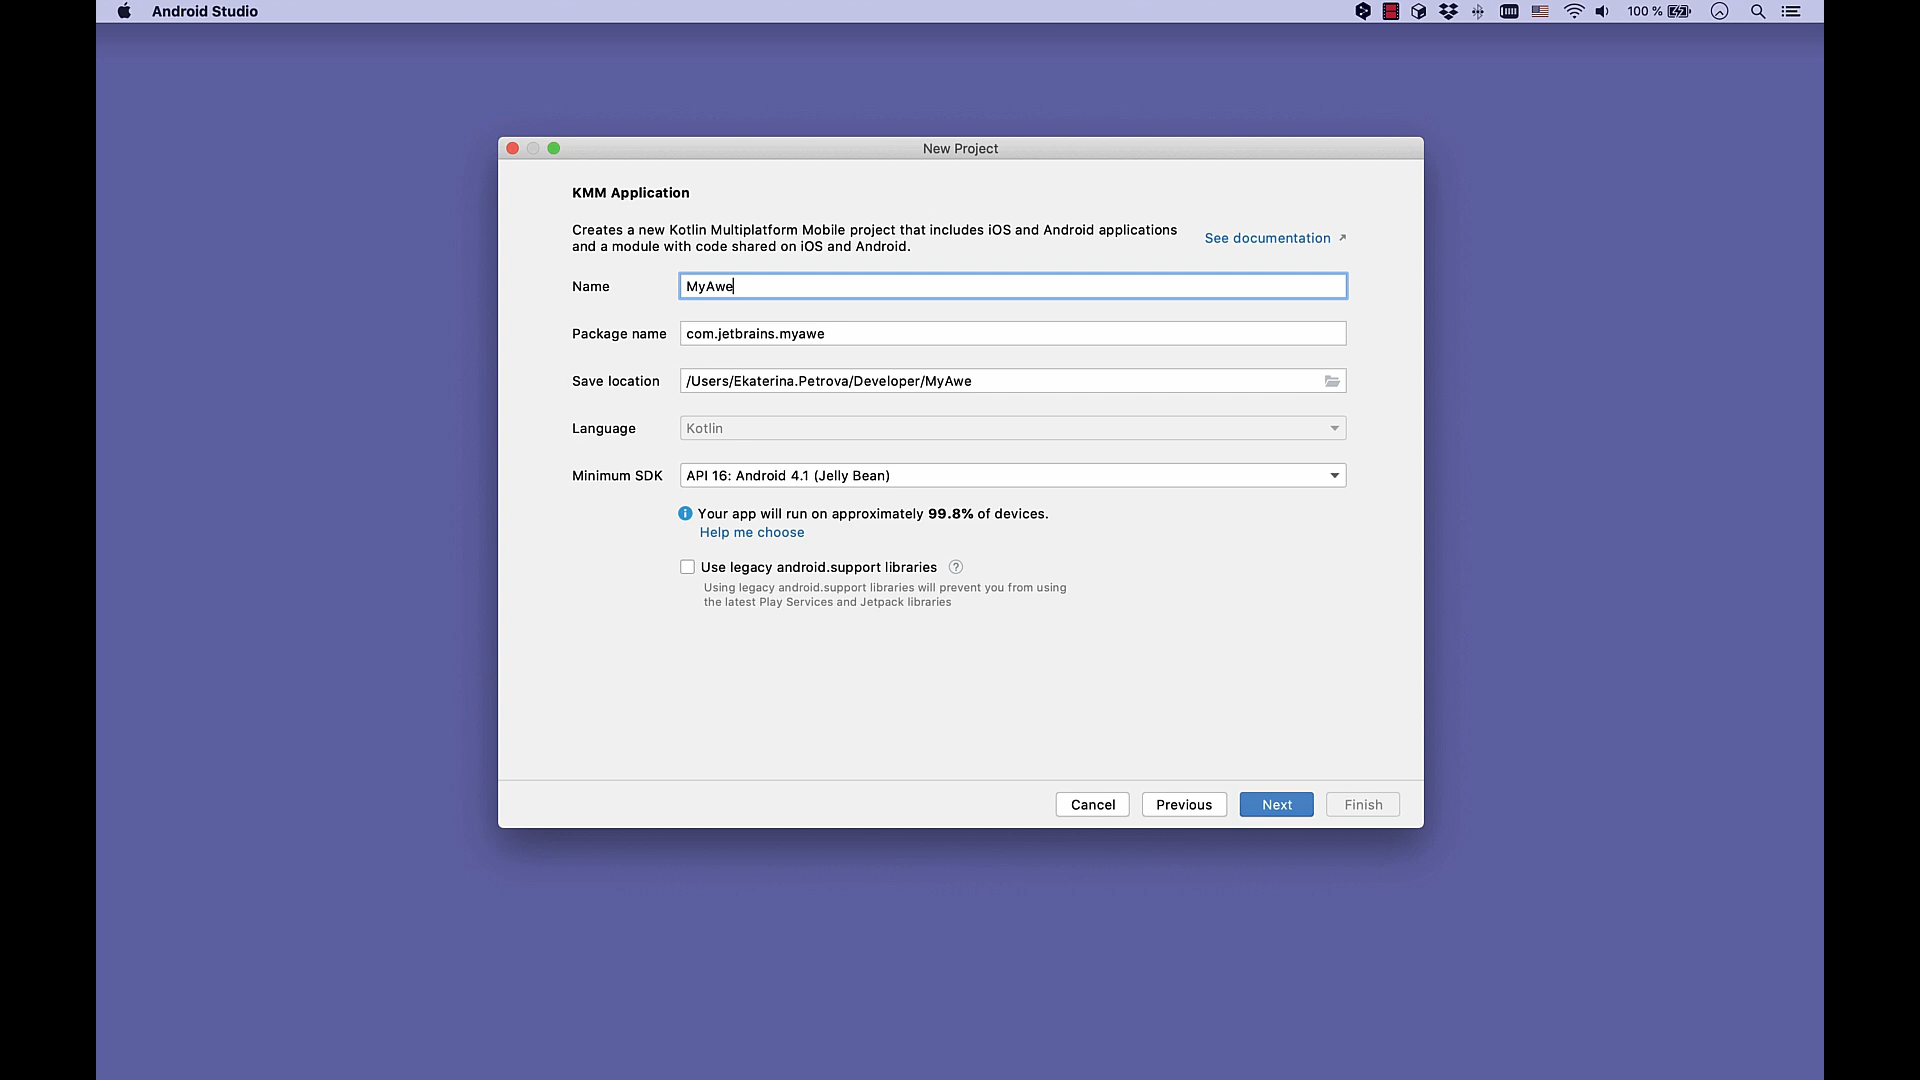 Android Studio
100 %
New Project
KMM Application
Creates a new Kotlin Multiplatform Mobile project that includes iOS and Android applications
and a module with code shared on iOS and Android.
See documentation ↗
Name
MyAwe
Package name
com.jetbrains.myawe
Save location
/Users/Ekaterina.Petrova/Developer/MyAwe
Language
Kotlin
Minimum SDK
API 16: Android 4.1 (Jelly Bean)
Your app will run on approximately 99.8% of devices.
Help me choose
Use legacy android.support libraries ?
Using legacy android.support libraries will prevent you from using
the latest Play Services and Jetpack libraries
Cancel
Previous
Next
Finish